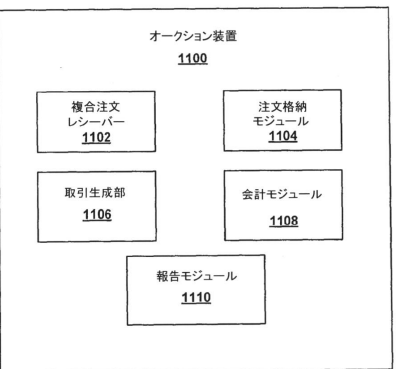 オークション装置
1100
複合注文
レシーバー
1102
注文格納
モジュール
1104
取引生成部
1106
会計モジュール
1108
報告モジュール
1110